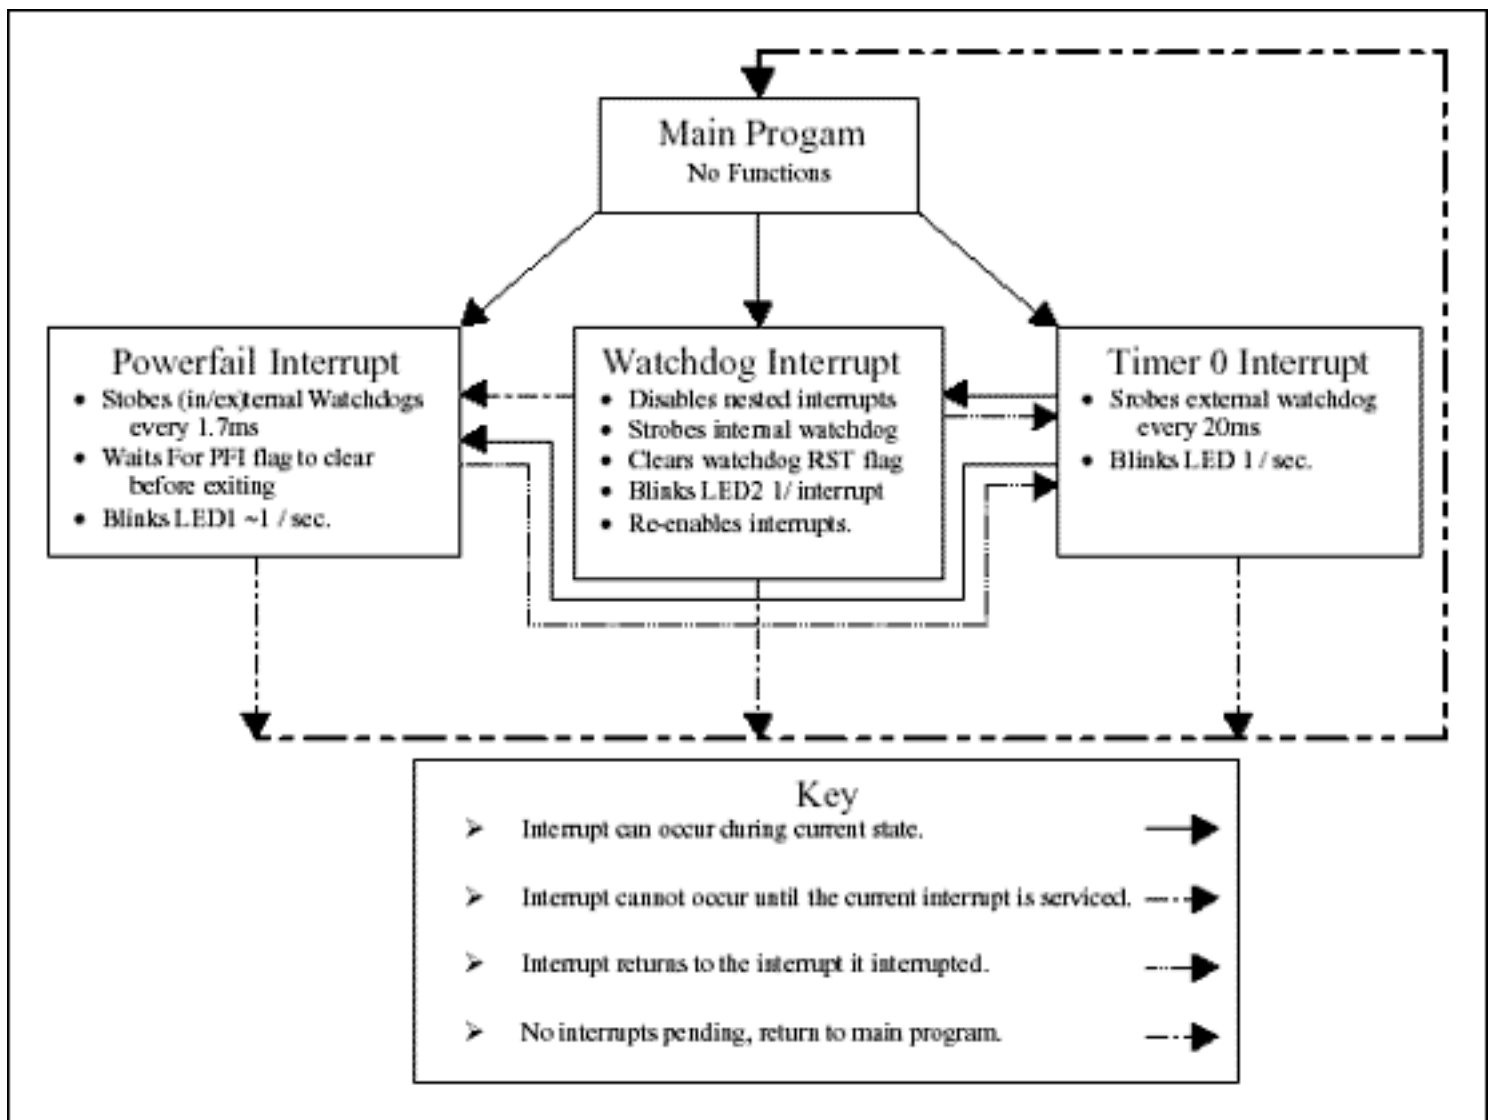 Main Progam
No Functions
Powerfail Interrupt
• Stobes (in/ex)ternal Watchdogs
every 1.7ms
• Waits For PFI flag to clear
before exiting
• Blinks LED1 ~1 / sec.
Watchdog Interrupt
• Disables nested interrupts
• Strobes internal watchdog
• Clears watchdog RST flag
• Blinks LED2 1/ interrupt
• Re-enables interrupts.
Timer 0 Interrupt
• Srobes external watchdog
every 20ms
• Blinks LED 1 / sec.
Key
➢ Interrupt can occur during current state.
➢ Interrupt cannot occur until the current interrupt is serviced.
➢ Interrupt returns to the interrupt it interrupted.
➢ No interrupts pending, return to main program.